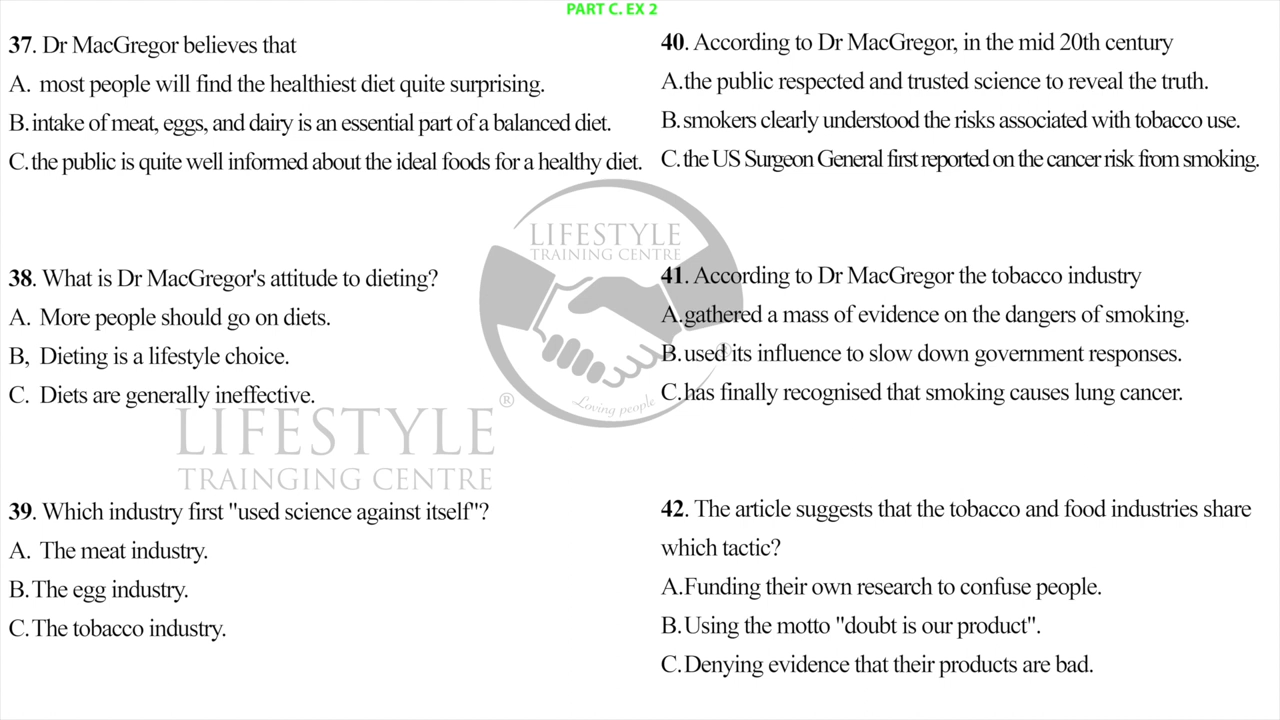 PART C. EX 2
37. Dr MacGregor believes that
A. most people will find the healthiest diet quite surprising.
B. intake of meat, eggs, and dairy is an essential part of a balanced diet.
C. the public is quite well informed about the ideal foods for a healthy diet.
38. What is Dr MacGregor's attitude to dieting?
A. More people should go on diets.
B, Dieting is a lifestyle choice.
C. Diets are generally ineffective.
39. Which industry first "used science against itself"?
A. The meat industry.
B. The egg industry.
C. The tobacco industry.
40. According to Dr MacGregor, in the mid 20th century
A. the public respected and trusted science to reveal the truth.
B. smokers clearly understood the risks associated with tobacco use.
C. the US Surgeon General first reported on the cancer risk from smoking.
41. According to Dr MacGregor the tobacco industry
A. gathered a mass of evidence on the dangers of smoking.
B. used its influence to slow down government responses.
C. has finally recognised that smoking causes lung cancer.
42. The article suggests that the tobacco and food industries share
which tactic?
A. Funding their own research to confuse people.
B. Using the motto "doubt is our product".
C. Denying evidence that their products are bad.
LIFESTYLE
TRAINING CENTRE
Loving people
LIFESTYLE ®
TRAINGING CENTRE